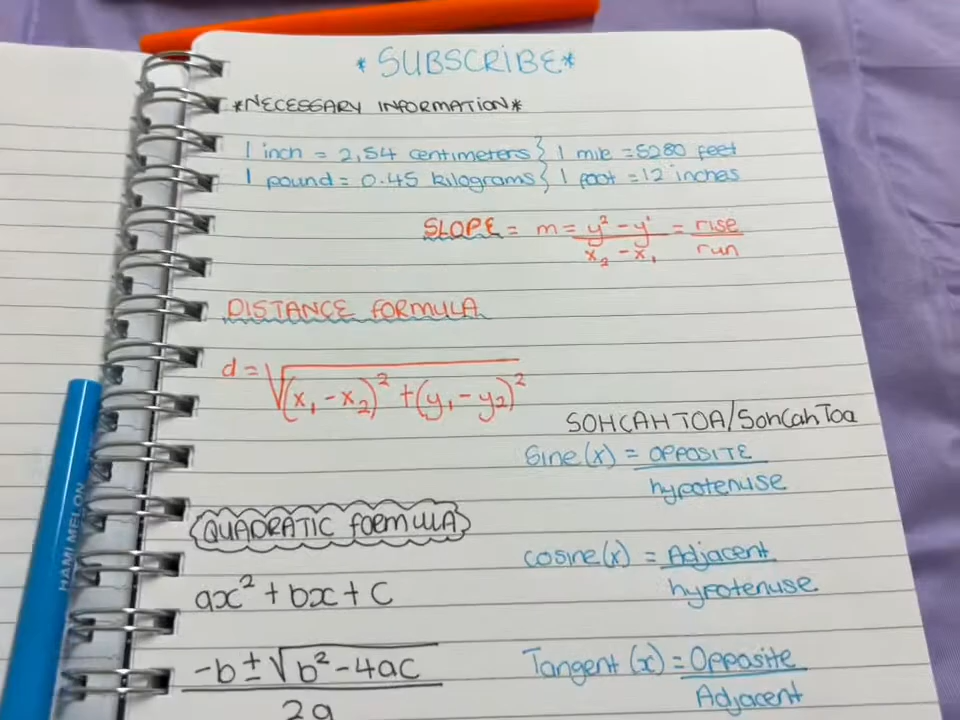 *SUBSCRIBE*
*NECESSARY INFORMATION*
1 inch = 2,54 centimeters } 1 mile = 5280 feet
1 pound = 0.45 kilograms } 1 foot = 12 inches
SLOPE = m = y² - y¹ / x₂ - x₁ = rise / run
DISTANCE FORMULA
d = √(x₁ - x₂)² + (y₁ - y₂)²
SOHCAHTOA/SohCahToa
Sine(x) = OPPOSITE
hypotenuse
QUADRATIC FORMULA
cosine(x) = Adjacent
hypotenuse
ax² + bx + c
-b ± √b² - 4ac
2a
Tangent (x) = Opposite
Adjacent
HAMIMELON